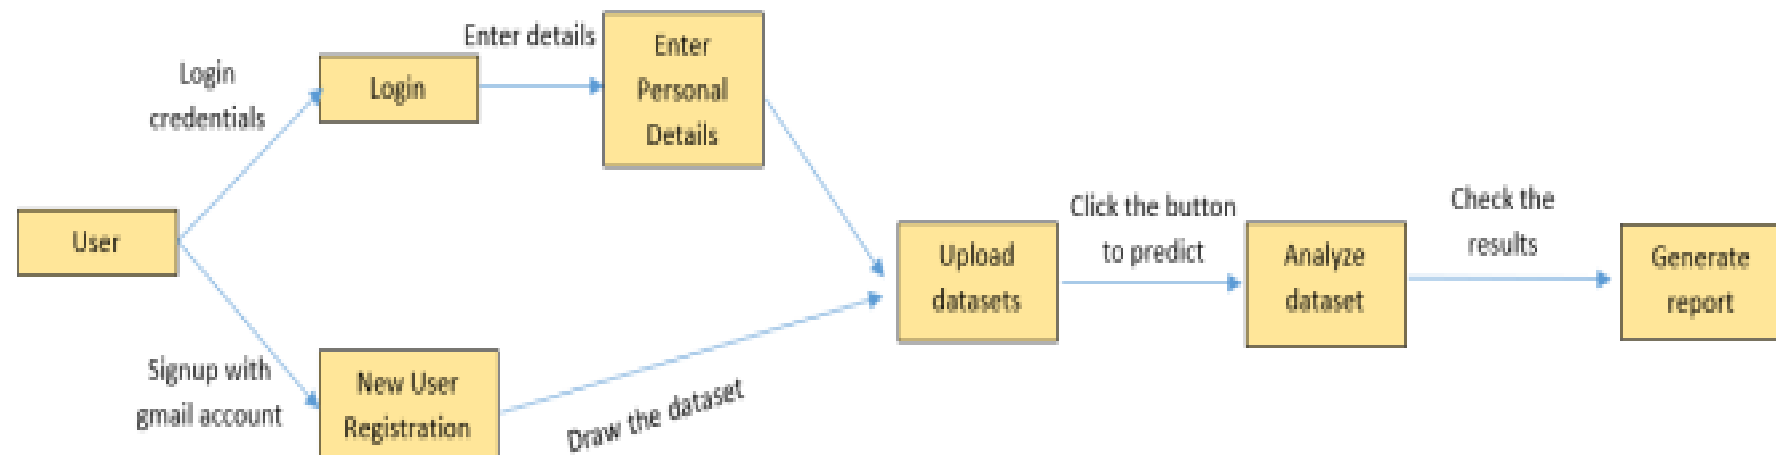 Enter details
Enter
Personal
Details
Login
credentials
Login
User
Signup with
gmail account
New User
Registration
Draw the dataset
Upload
datasets
Click the button
to predict
Analyze
dataset
Check the
results
Generate
report